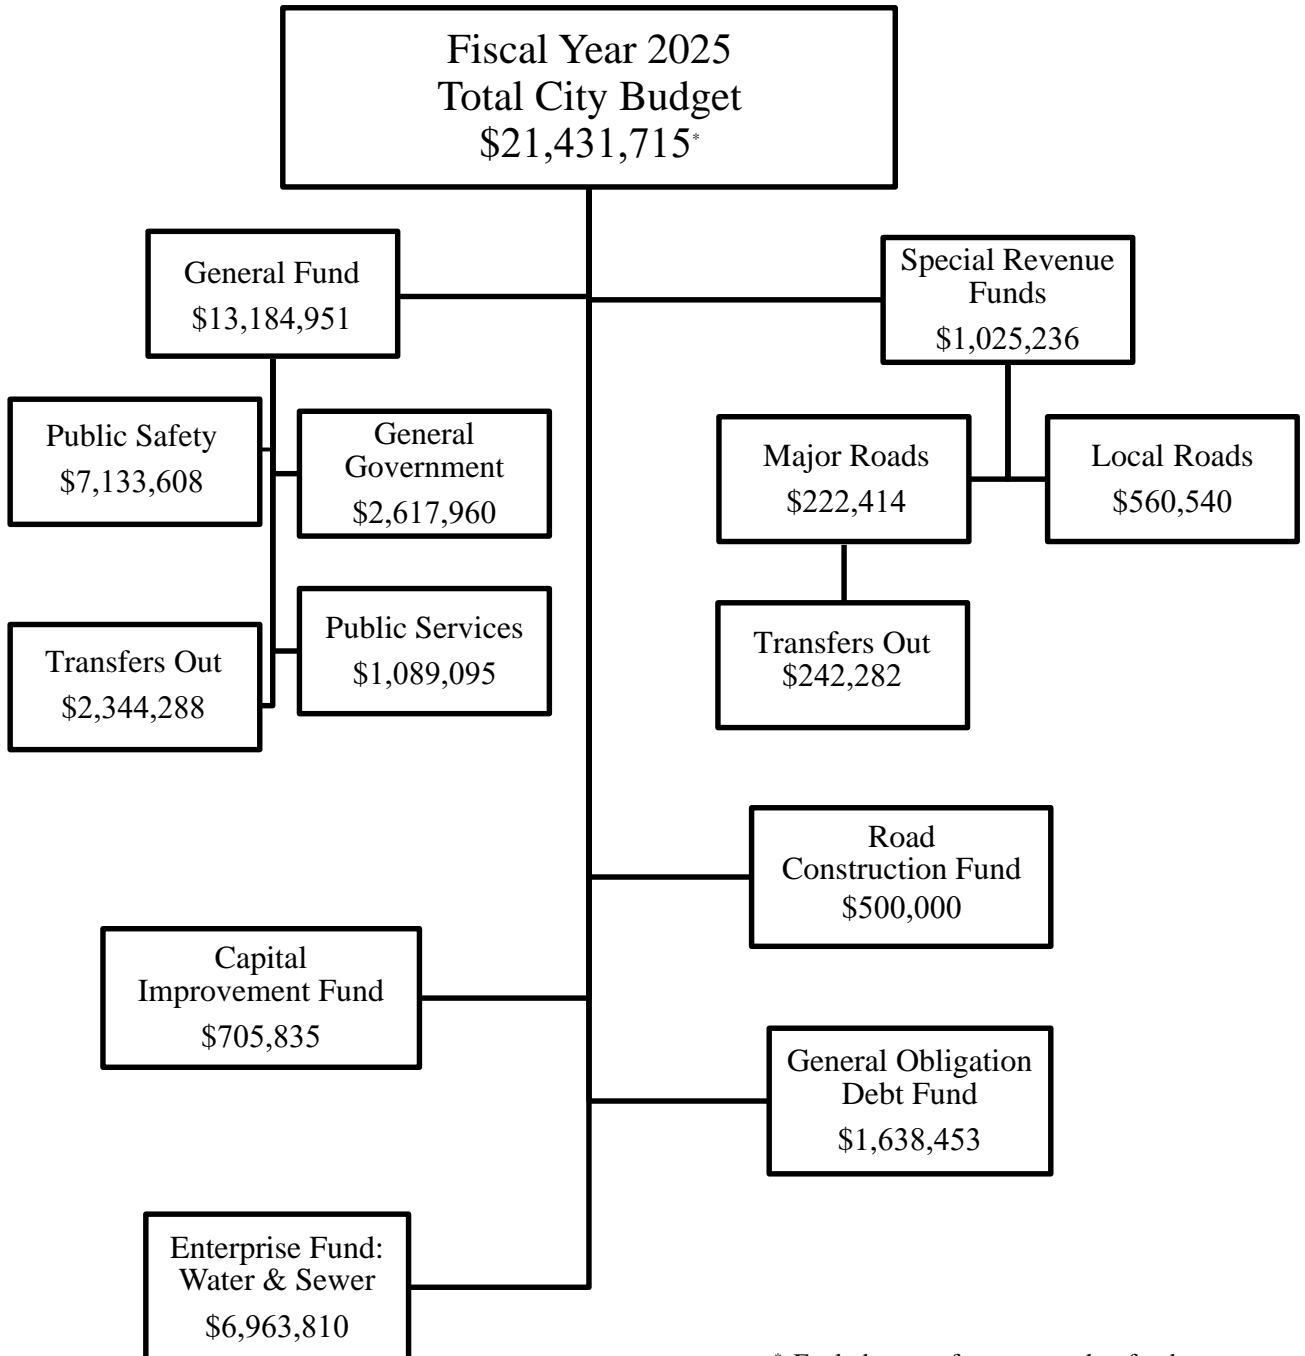 Fiscal Year 2025
Total City Budget
$21,431,715*
General Fund
$13,184,951
Special Revenue
Funds
$1,025,236
Public Safety
$7,133,608
General
Government
$2,617,960
Major Roads
$222,414
Local Roads
$560,540
Transfers Out
$2,344,288
Public Services
$1,089,095
Transfers Out
$242,282
Road
Construction Fund
$500,000
Capital
Improvement Fund
$705,835
General Obligation
Debt Fund
$1,638,453
Enterprise Fund:
Water & Sewer
$6,963,810